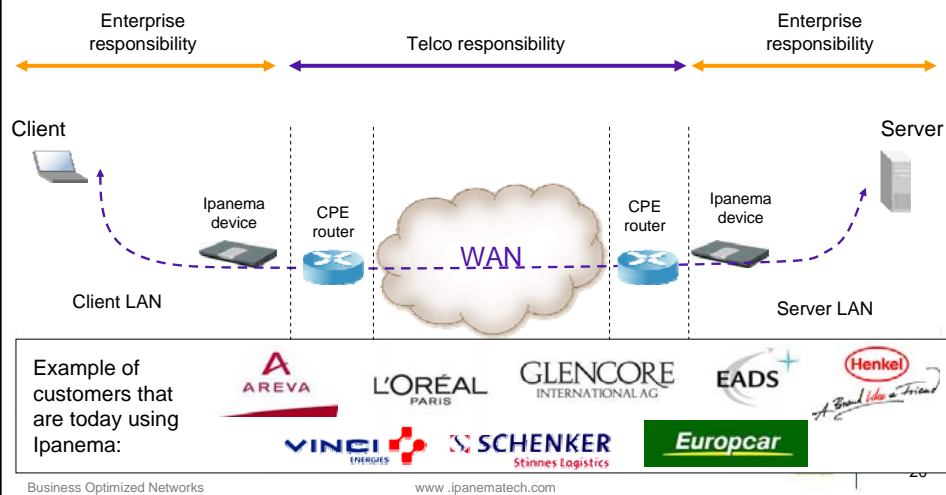 Enterprise
responsibility
Telco responsibility
Enterprise
responsibility
Client
Server
Ipanema
device
CPE
router
WAN
CPE
router
Ipanema
device
Client LAN
Server LAN
Example of
customers that
are today using
Ipanema:
A
AREVA
L'ORÉAL
PARIS
GLENCORE
INTERNATIONAL AG
EADS
Henkel
A Brand like a Friend
VINCI
ENERGIES
SCHENKER
Stinnes Logistics
Europcar
Business Optimized Networks
www .ipanematech.com